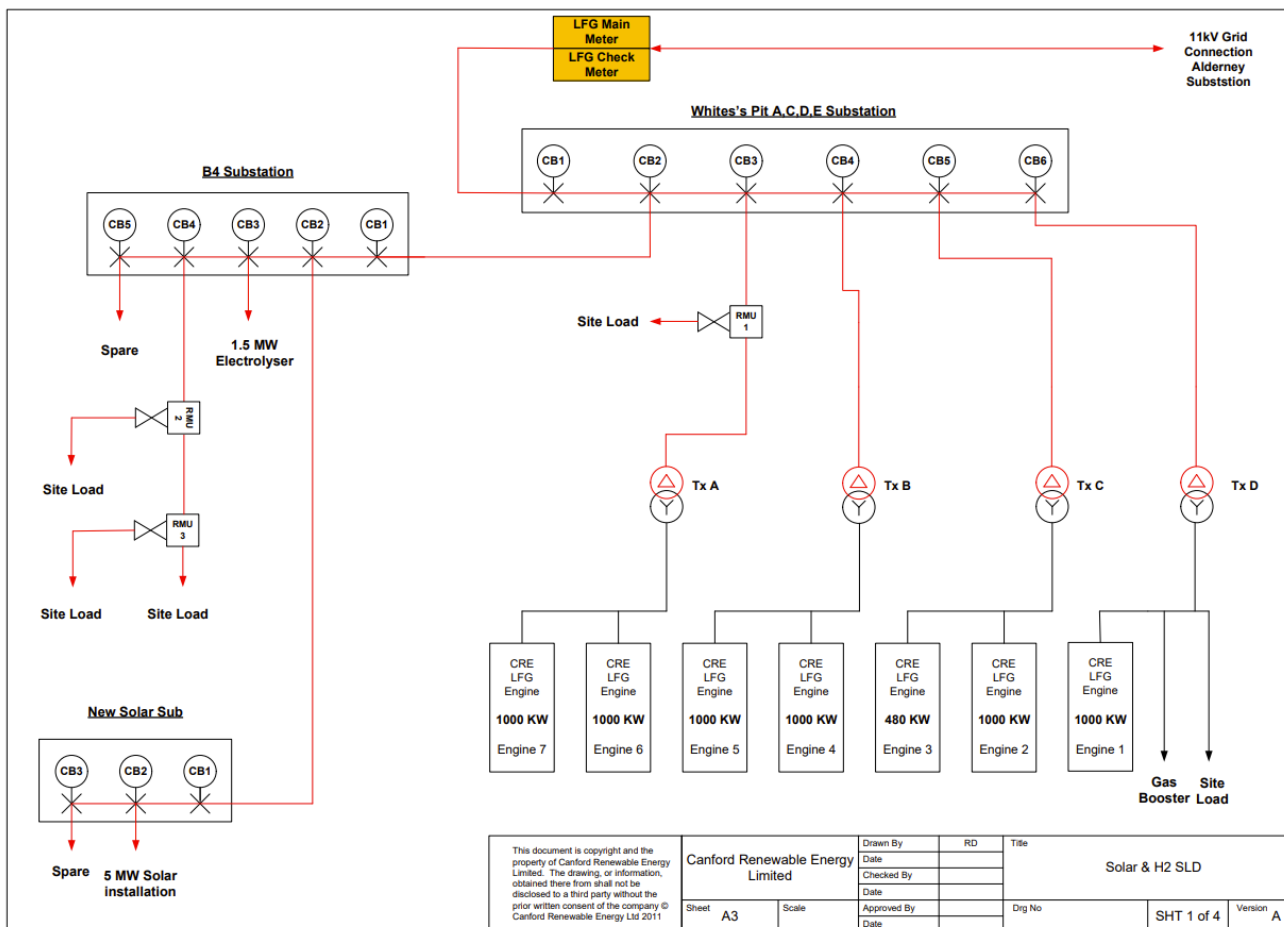 LFG Main
Meter
LFG Check
Meter
11kV Grid
Connection
Alderney
Subststion
Whites's Pit A,C,D,E Substation
CB1
CB2
CB3
CB4
CB5
CB6
B4 Substation
CB5
CB4
CB3
CB2
CB1
Spare
1.5 MW
Electrolyser
Site Load
RMU
1
RMU
2
Site Load
RMU
3
Site Load
Site Load
Tx A
Tx B
Tx C
Tx D
CRE
LFG
Engine
1000 KW
Engine 7
CRE
LFG
Engine
1000 KW
Engine 6
CRE
LFG
Engine
1000 KW
Engine 5
CRE
LFG
Engine
1000 KW
Engine 4
CRE
LFG
Engine
480 KW
Engine 3
CRE
LFG
Engine
1000 KW
Engine 2
CRE
LFG
Engine
1000 KW
Engine 1
Gas
Booster
Site
Load
New Solar Sub
CB3
CB2
CB1
Spare
5 MW Solar
installation
This document is copyright and the
property of Canford Renewable Energy
Limited. The drawing, or information,
obtained there from shall not be
disclosed to a third party without the
prior written consent of the company ©
Canford Renewable Energy Ltd 2011
Canford Renewable Energy
Limited
Sheet A3
Scale
Drawn By RD
Date
Checked By
Date
Approved By
Date
Title
Solar & H2 SLD
Drg No
SHT 1 of 4
Version A